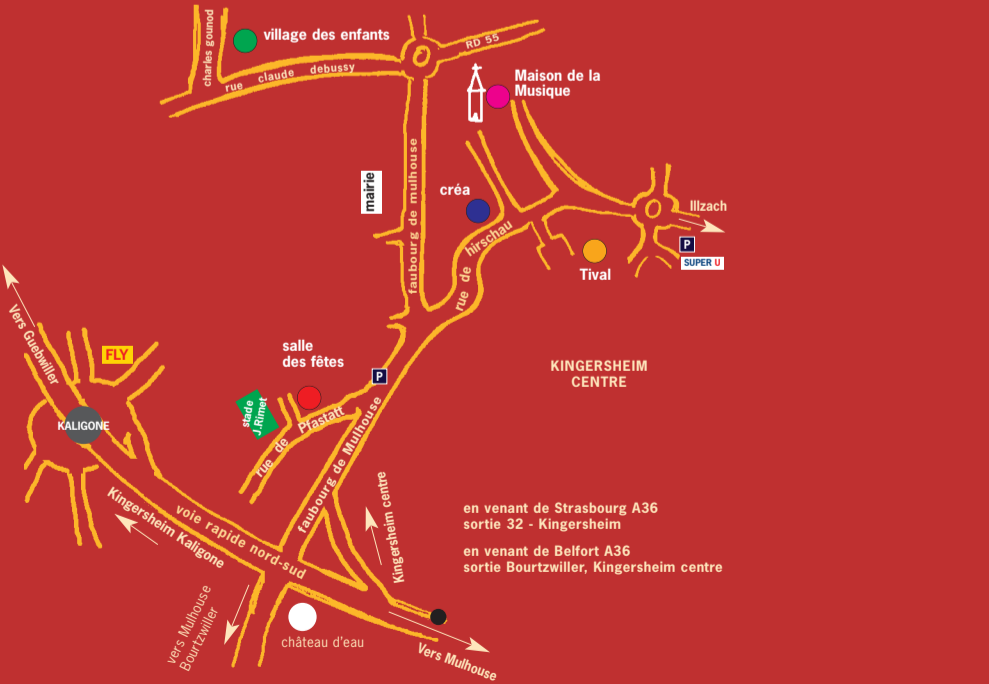 charles gounod
village des enfants
RD 55
rue claude debussy
Maison de la
Musique
mairie
faubourg de mulhouse
créa
rue de hirschau
Illzach
P
SUPER U
Tival
Vers Guebwiller
FLY
salle
des fêtes
P
KINGERSHEIM
CENTRE
stade
J.Rimet
rue de Pfastatt
KALIGONE
faubourg de Mulhouse
Kingersheim centre
voie rapide nord-sud
Kingersheim Kaligone
en venant de Strasbourg A36
sortie 32 - Kingersheim
en venant de Belfort A36
sortie Bourtzwiller, Kingersheim centre
vers Mulhouse
Bourtzwiller
château d'eau
Vers Mulhouse